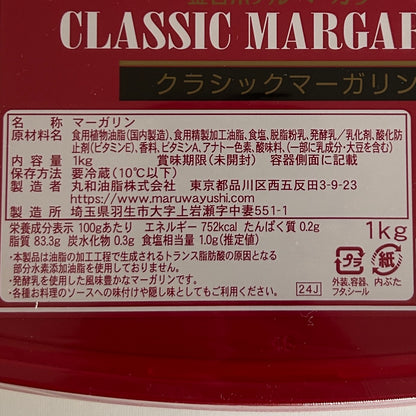 CLASSIC MARGAR
クラシックマーガリン
名称 マーガリン
原材料名 食用植物油脂(国内製造)、食用精製加工油脂、食塩、脱脂粉乳、発酵乳/乳化剤、酸化防
止剤(ビタミンE)、香料、ビタミンA、アナトー色素、酸味料、(一部に乳成分・大豆を含む)
内容量 1kg 賞味期限(未開封) 容器側面に記載
保存方法 要冷蔵(10℃以下)
製造者 丸和油脂株式会社 東京都品川区西五反田3-9-23
https://www.maruwayushi.com
製造所 埼玉県羽生市大字上岩瀬字中妻551-1
栄養成分表示 100gあたり エネルギー 752kcal たんぱく質 0.2g
脂質 83.3g 炭水化物 0.3g 食塩相当量 1.0g(推定値)
1kg
・本製品は油脂の加工工程で生成されるトランス脂肪酸の原因となる
部分水素添加油脂を使用しておりません。
・発酵乳を使用した風味豊かなマーガリンです。
・各種お料理のソースへの味付けや隠し味としてもご利用ください。
24J
プラ
紙
外装、容器、
フタ、シール
内ぶた